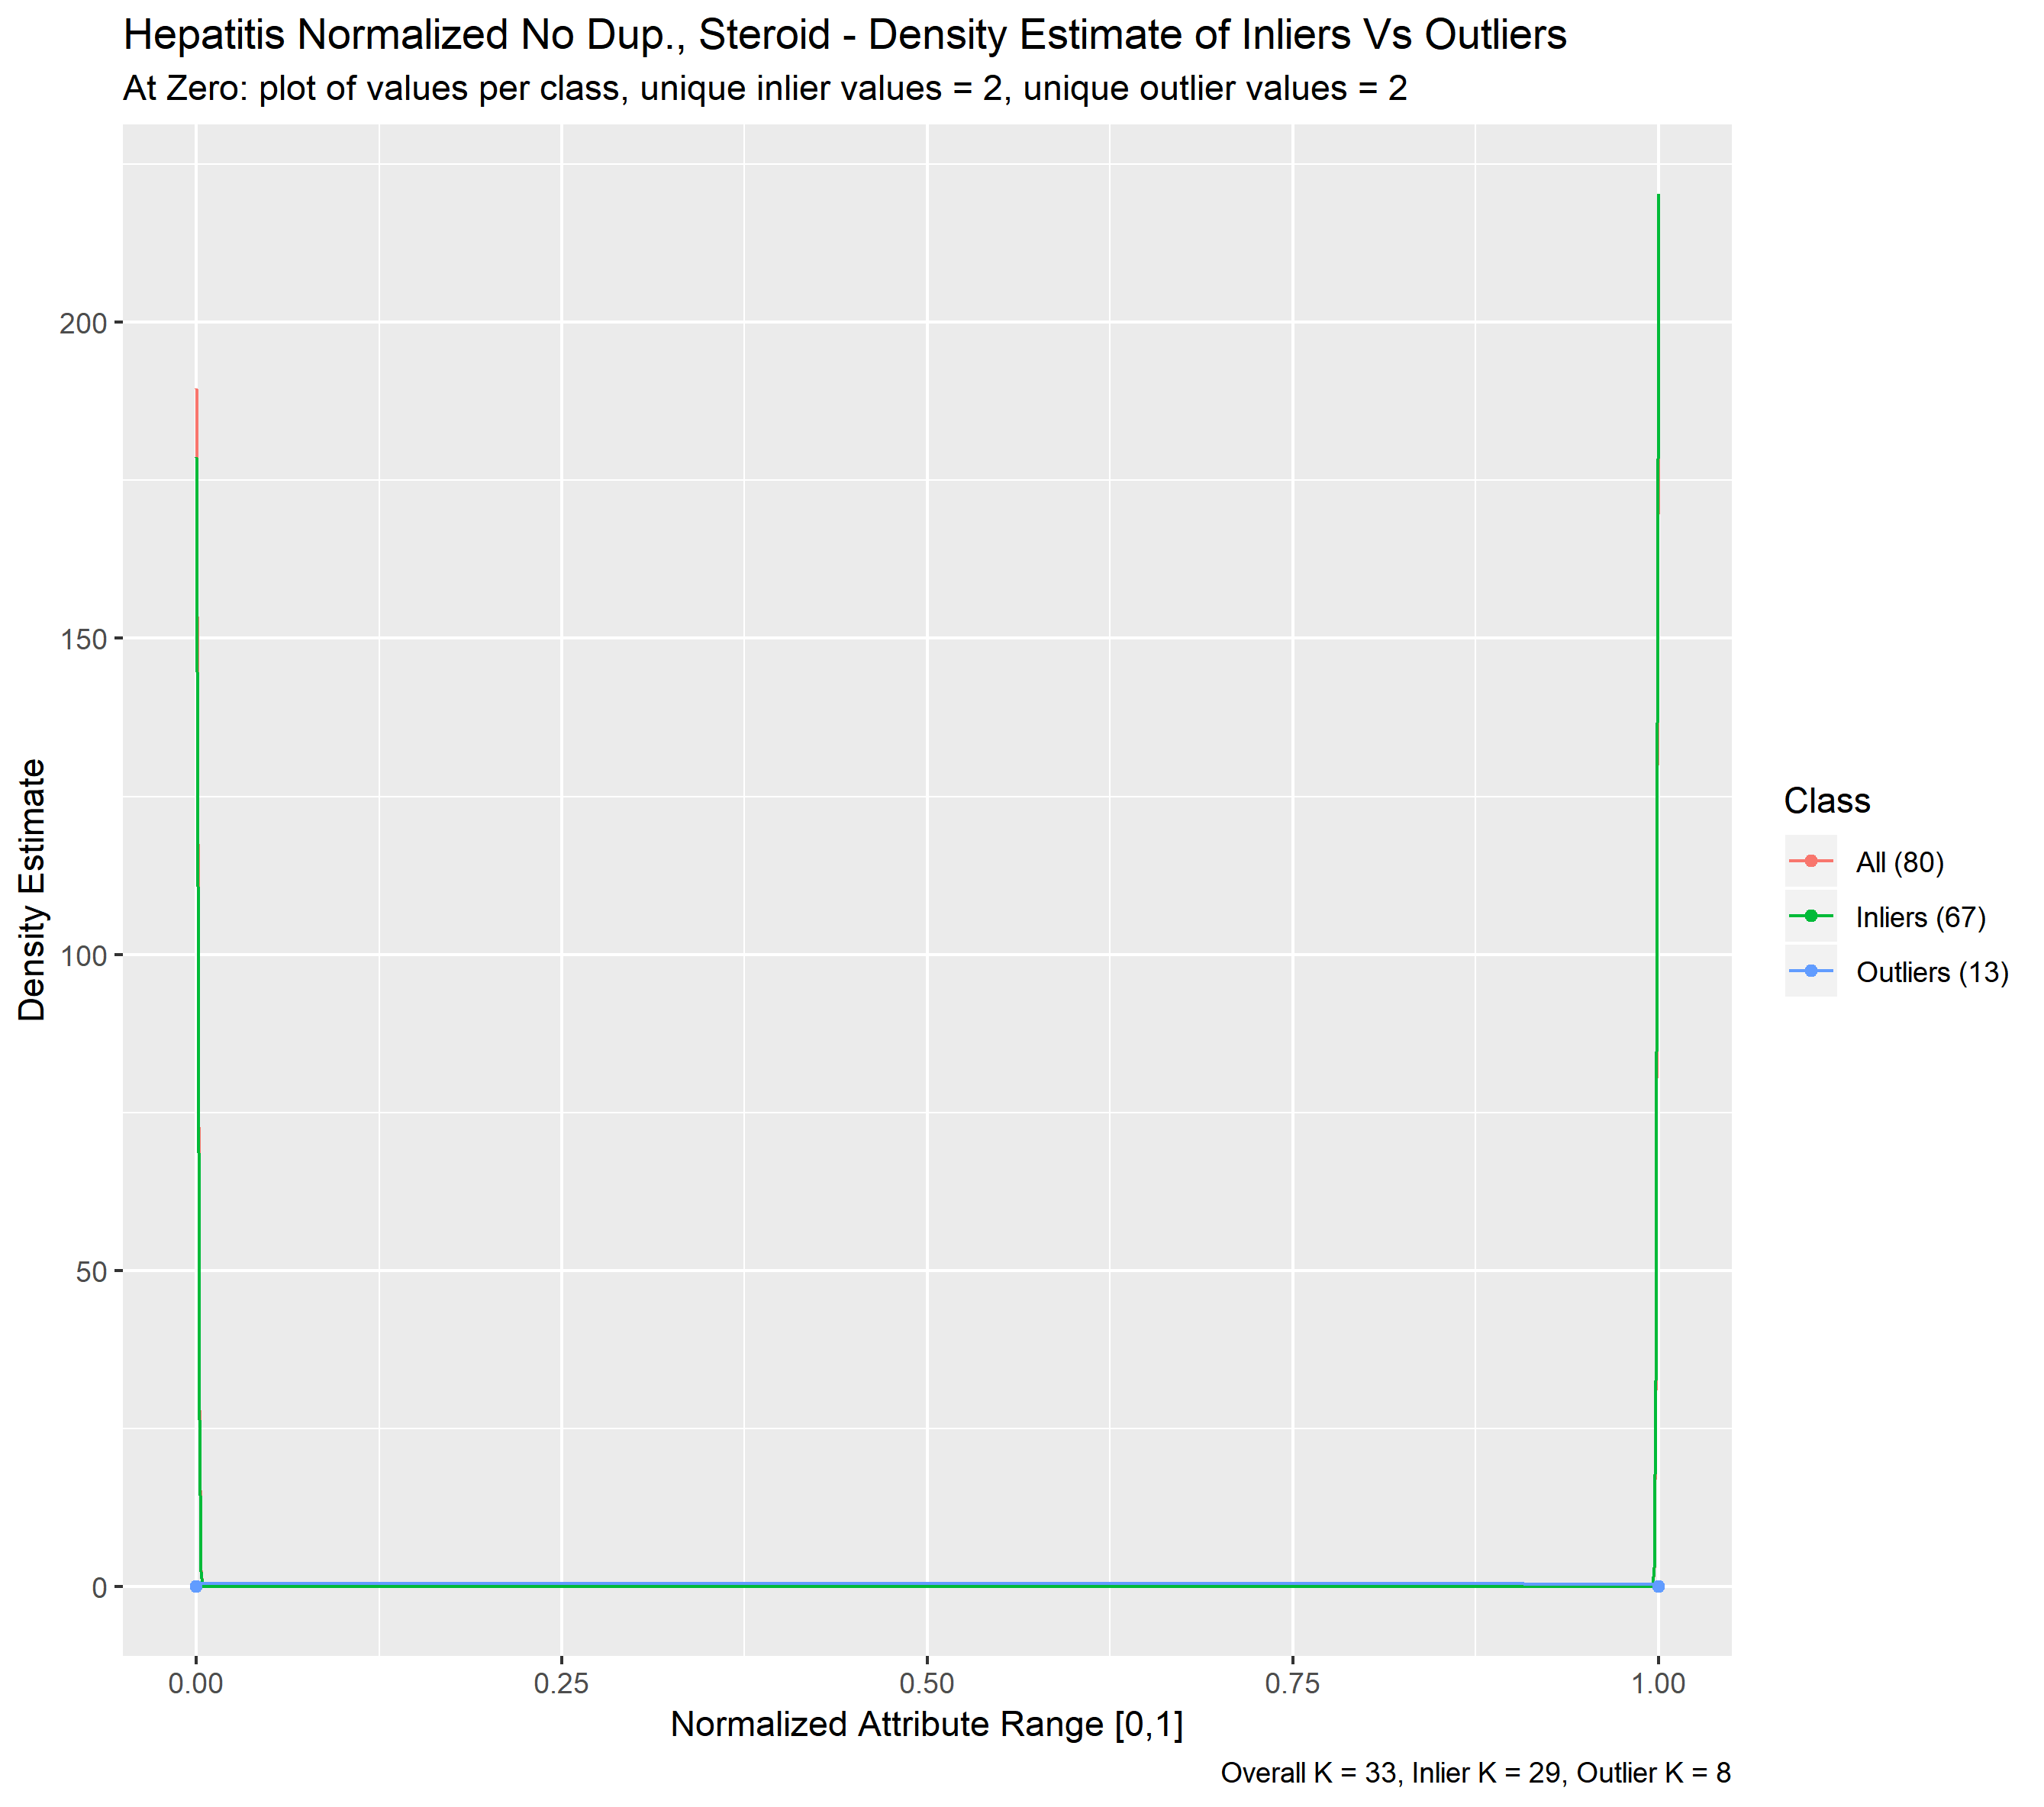 Hepatitis Normalized No Dup., Steroid - Density Estimate of Inliers Vs Outliers
At Zero: plot of values per class, unique inlier values = 2, unique outlier values = 2
Density Estimate
200
150
100
50
0
0.00
0.25
0.50
0.75
1.00
Normalized Attribute Range [0,1]
Class
All (80)
Inliers (67)
Outliers (13)
Overall K = 33, Inlier K = 29, Outlier K = 8